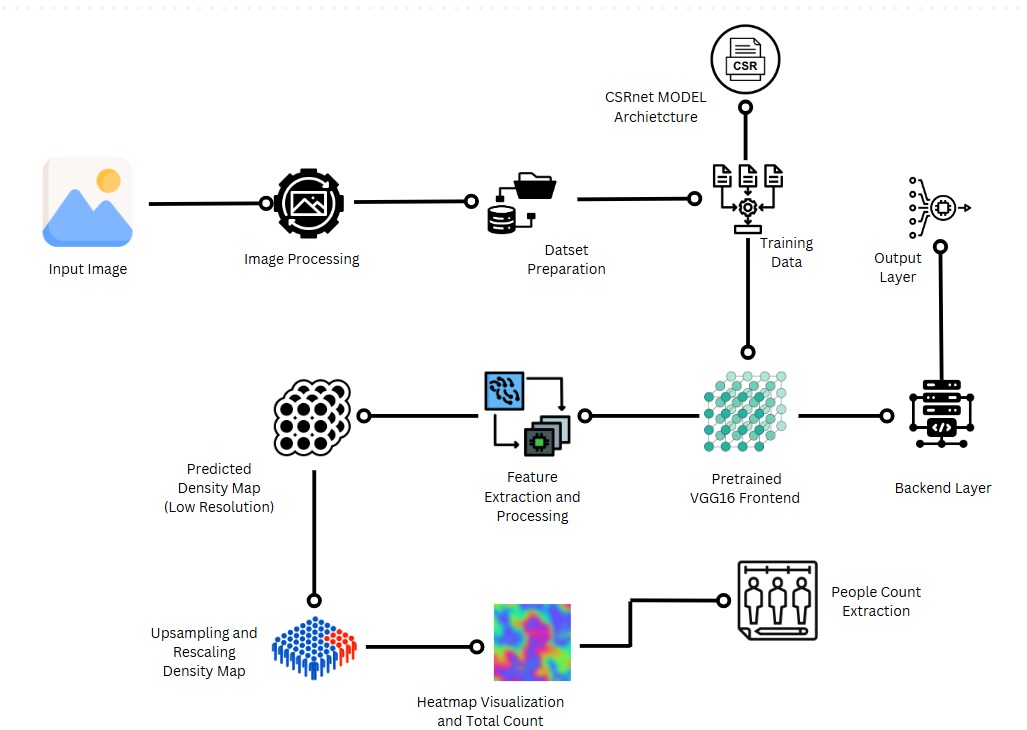 CSR
CSRnet MODEL
Archietcture
Input Image
Image Processing
Datset
Preparation
Training
Data
Output
Layer
Predicted
Density Map
(Low Resolution)
Feature
Extraction and
Processing
Pretrained
VGG16 Frontend
Backend Layer
Upsampling and
Rescaling
Density Map
Heatmap Visualization
and Total Count
People Count
Extraction